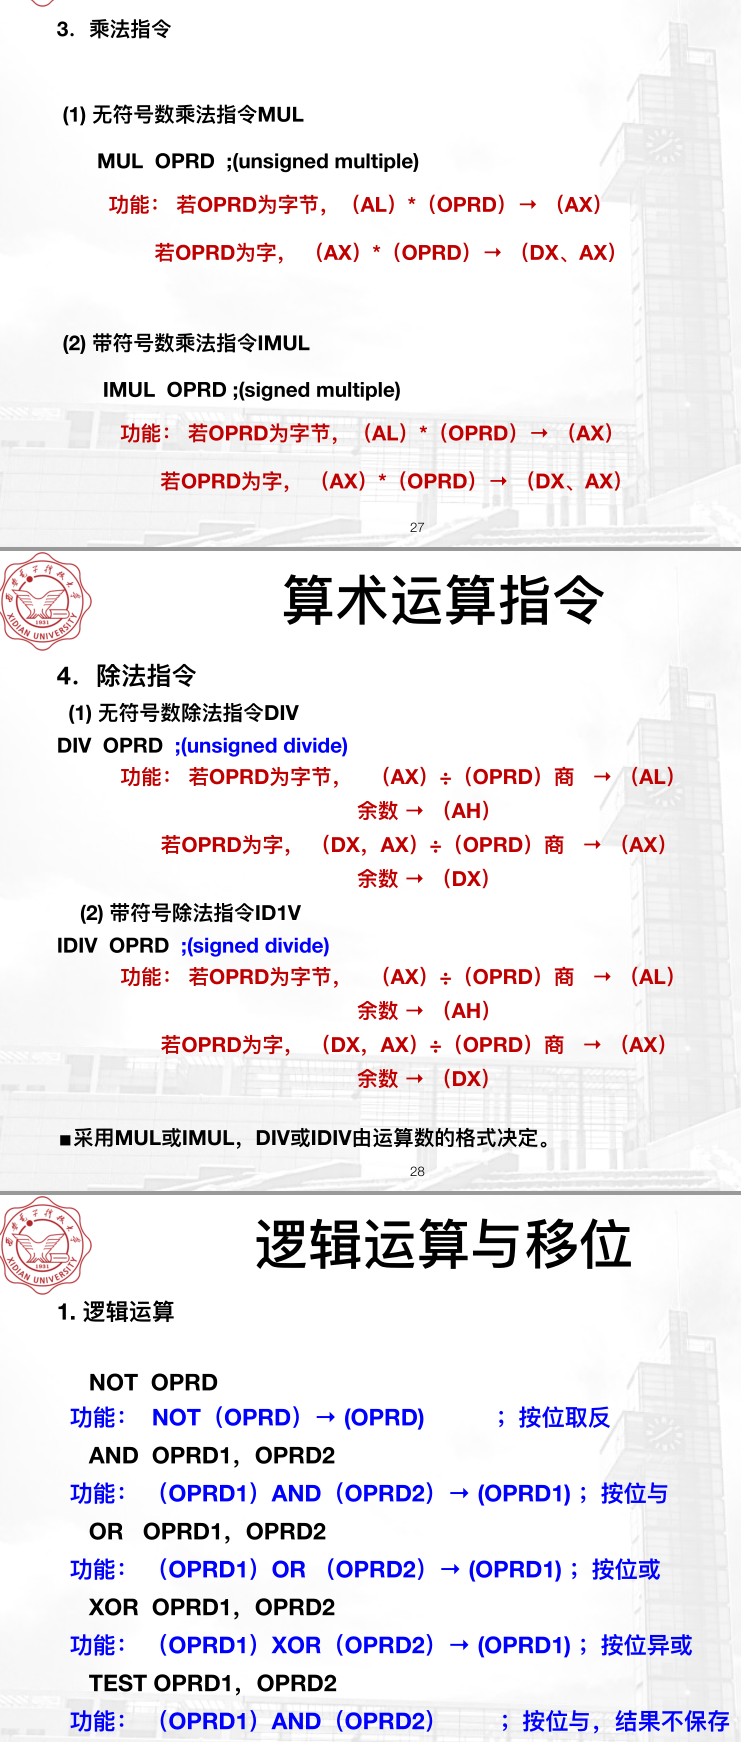 3. 乘法指令
(1) 无符号数乘法指令MUL
MUL OPRD ;(unsigned multiple)
功能： 若OPRD为字节，（AL）*（OPRD）→（AX）
若OPRD为字，（AX）*（OPRD）→（DX、AX）
(2) 带符号数乘法指令IMUL
IMUL OPRD ;(signed multiple)
功能： 若OPRD为字节，（AL）*（OPRD）→（AX）
若OPRD为字，（AX）*（OPRD）→（DX、AX）
27
XIDIAN UNIVERSITY
1931
算术运算指令
4. 除法指令
(1) 无符号数除法指令DIV
DIV OPRD ;(unsigned divide)
功能： 若OPRD为字节，（AX）÷（OPRD）商 →（AL）
余数 →（AH）
若OPRD为字，（DX，AX）÷（OPRD）商 →（AX）
余数 →（DX）
(2) 带符号除法指令ID1V
IDIV OPRD ;(signed divide)
功能： 若OPRD为字节，（AX）÷（OPRD）商 →（AL）
余数 →（AH）
若OPRD为字，（DX，AX）÷（OPRD）商 →（AX）
余数 →（DX）
■采用MUL或IMUL，DIV或IDIV由运算数的格式决定。
28
XIDIAN UNIVERSITY
1931
逻辑运算与移位
1. 逻辑运算
NOT OPRD
功能： NOT（OPRD）→ (OPRD) ；按位取反
AND OPRD1，OPRD2
功能：（OPRD1）AND（OPRD2）→ (OPRD1) ；按位与
OR OPRD1，OPRD2
功能：（OPRD1）OR （OPRD2）→ (OPRD1) ；按位或
XOR OPRD1，OPRD2
功能：（OPRD1）XOR（OPRD2）→ (OPRD1) ；按位异或
TEST OPRD1，OPRD2
功能：（OPRD1）AND（OPRD2） ；按位与，结果不保存